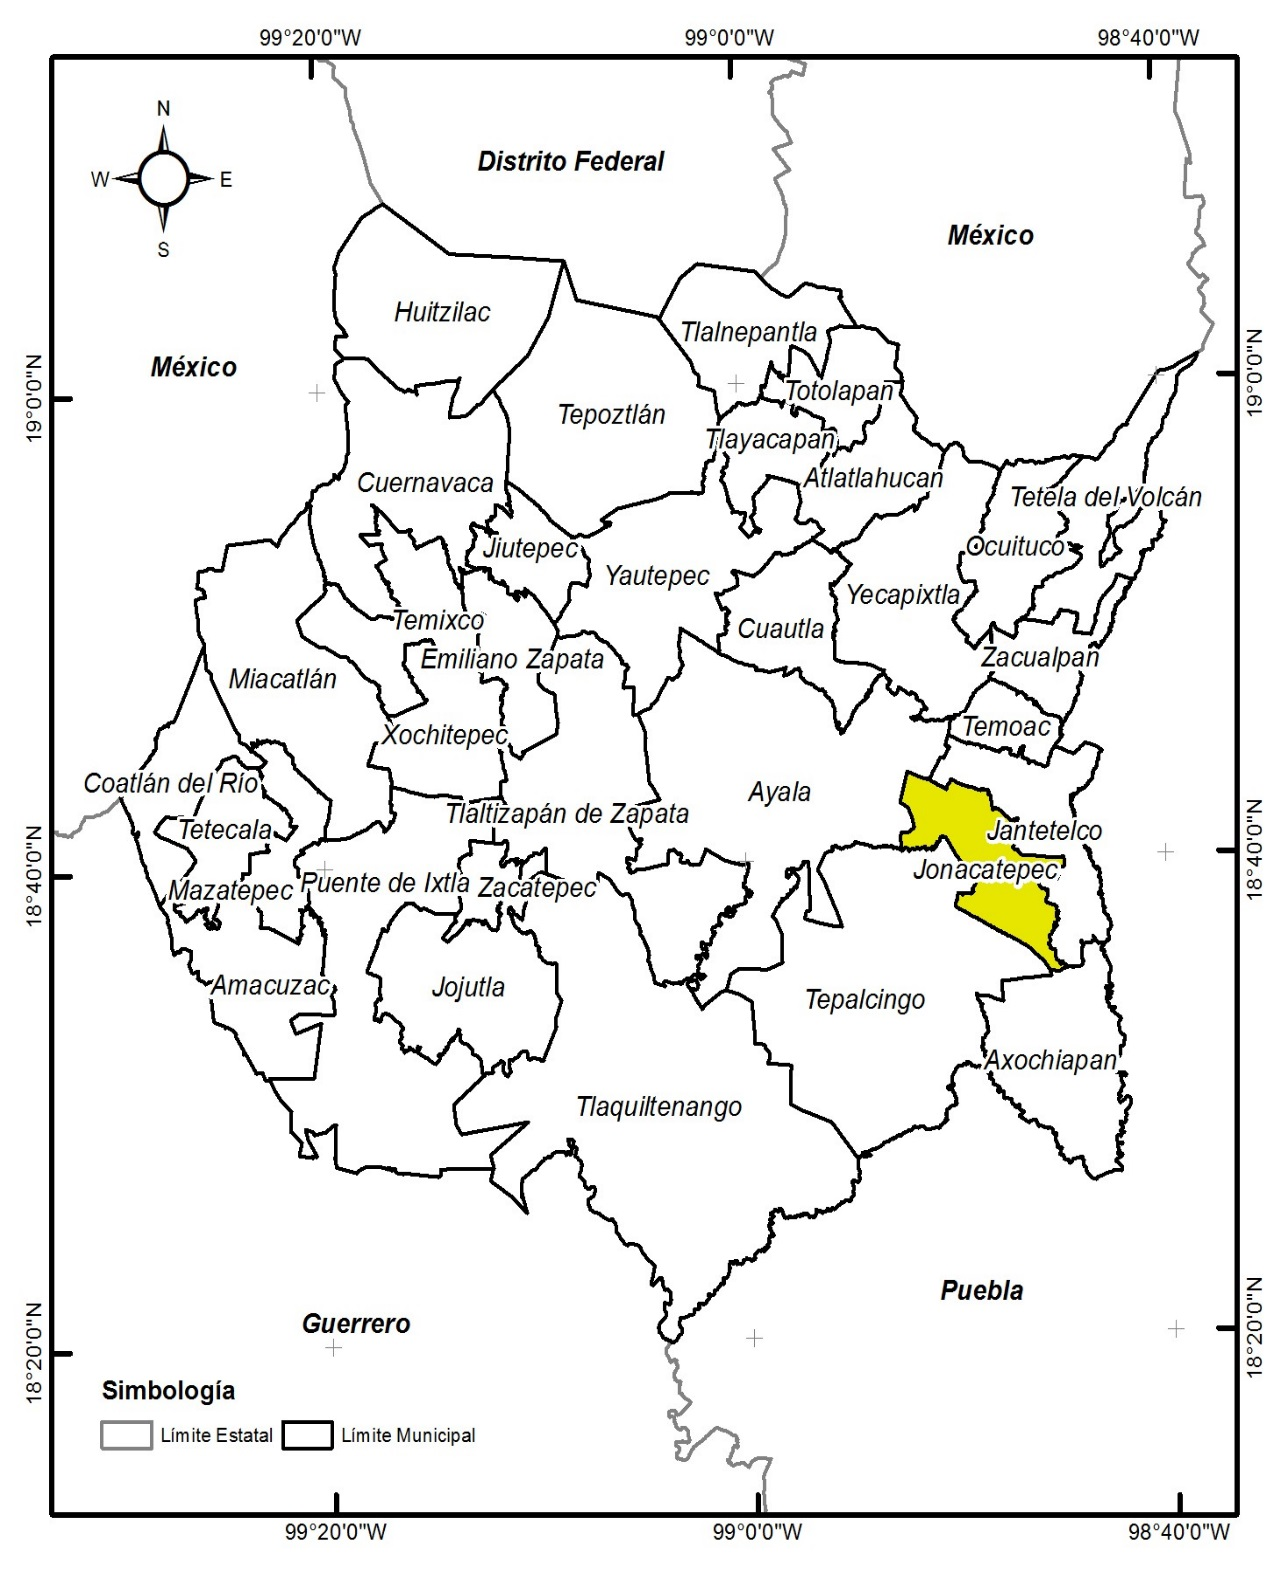 99°20'0"W
99°0'0"W
98°40'0"W
N
W
E
S
Distrito Federal
México
Huitzilac
Tlalnepantla
México
19°0'0"N
19°0'0"N
Totolapan
Tepoztlán
Tlayacapan
Cuernavaca
Atlatlahucan
Tetela del Volcán
Jiutepec
Ocuituco
Yautepec
Yecapixtla
Temixco
Cuautla
Emiliano Zapata
Zacualpan
Miacatlán
Xochitepec
Temoac
Coatlán del Río
Ayala
Tlaltizapán de Zapata
Tetecala
Jantetelco
18°40'0"N
18°40'0"N
Jonacatepec
Mazatepec
Puente de Ixtla
Zacatepec
Amacuzac
Jojutla
Tepalcingo
Axochiapan
Tlaquiltenango
Puebla
Guerrero
18°20'0"N
18°20'0"N
Simbología
Límite Estatal
Límite Municipal
99°20'0"W
99°0'0"W
98°40'0"W